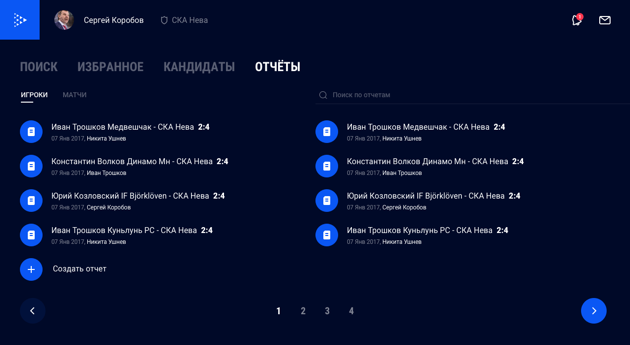 Сергей Коробов
СКА Нева
1
ПОИСК ИЗБРАННОЕ КАНДИДАТЫ ОТЧЁТЫ
ИГРОКИ МАТЧИ
Поиск по отчетам
Иван Трошков Медвешчак - СКА Нева 2:4
07 Янв 2017, Никита Ушнев
Константин Волков Динамо Мн - СКА Нева 2:4
07 Янв 2017, Иван Трошков
Юрий Козловский IF Björklöven - СКА Нева 2:4
07 Янв 2017, Сергей Коробов
Иван Трошков Куньлунь РС - СКА Нева 2:4
07 Янв 2017, Никита Ушнев
Создать отчет
Иван Трошков Медвешчак - СКА Нева 2:4
07 Янв 2017, Никита Ушнев
Константин Волков Динамо Мн - СКА Нева 2:4
07 Янв 2017, Иван Трошков
Юрий Козловский IF Björklöven - СКА Нева 2:4
07 Янв 2017, Сергей Коробов
Иван Трошков Куньлунь РС - СКА Нева 2:4
07 Янв 2017, Никита Ушнев
1 2 3 4